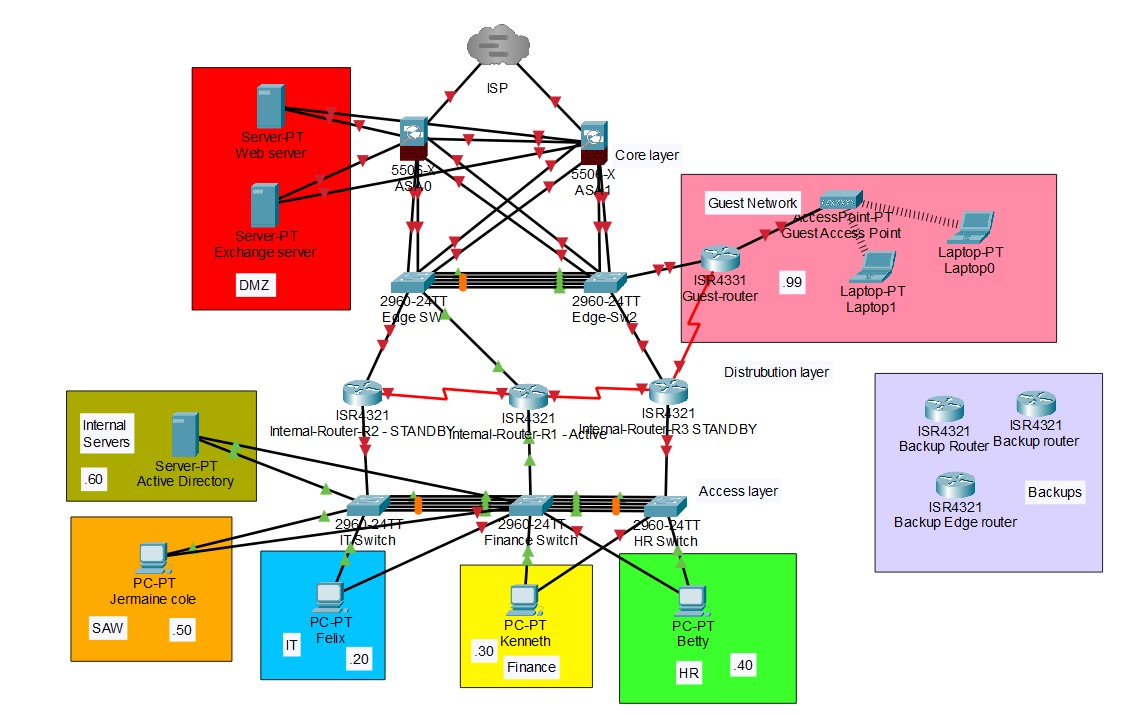 ISP
Server-PT
Web server
5506-X
ASA0
5506-X
ASA1
Core layer
Server-PT
Exchange server
DMZ
Guest Network
AccessPoint-PT
Guest Access Point
Laptop-PT
Laptop0
Laptop-PT
Laptop1
ISR4331
Guest-router
.99
2960-24TT
Edge SW
2960-24TT
Edge-Sw2
Distrubution layer
ISR4321
Internal-Router-R2 - STANDBY
ISR4321
Internal-Router-R1 - Active
ISR4321
Internal-Router-R3 STANDBY
ISR4321
Backup Router
ISR4321
Backup router
ISR4321
Backup Edge router
Backups
Internal
Servers
.60
Server-PT
Active Directory
Access layer
2960-24TT
IT Switch
2960-24TT
Finance Switch
2960-24TT
HR Switch
PC-PT
Jermaine cole
SAW
.50
PC-PT
Felix
IT
.20
PC-PT
Kenneth
.30
Finance
PC-PT
Betty
HR
.40